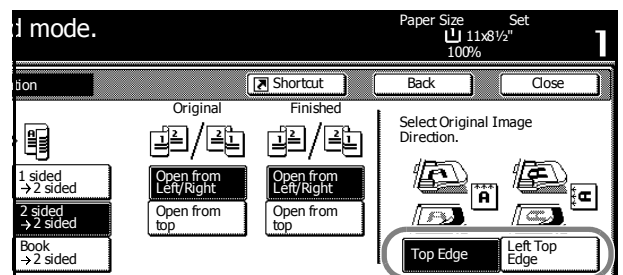 d mode.
Paper Size
Set
11x8½"
100%
1
tion
Shortcut
Back
Close
Original
Finished
Select Original Image
Direction.
1 sided
→2 sided
Open from
Left/Right
Open from
Left/Right
2 sided
→2 sided
Open from
top
Open from
top
Book
→2 sided
Top Edge
Left Top
Edge